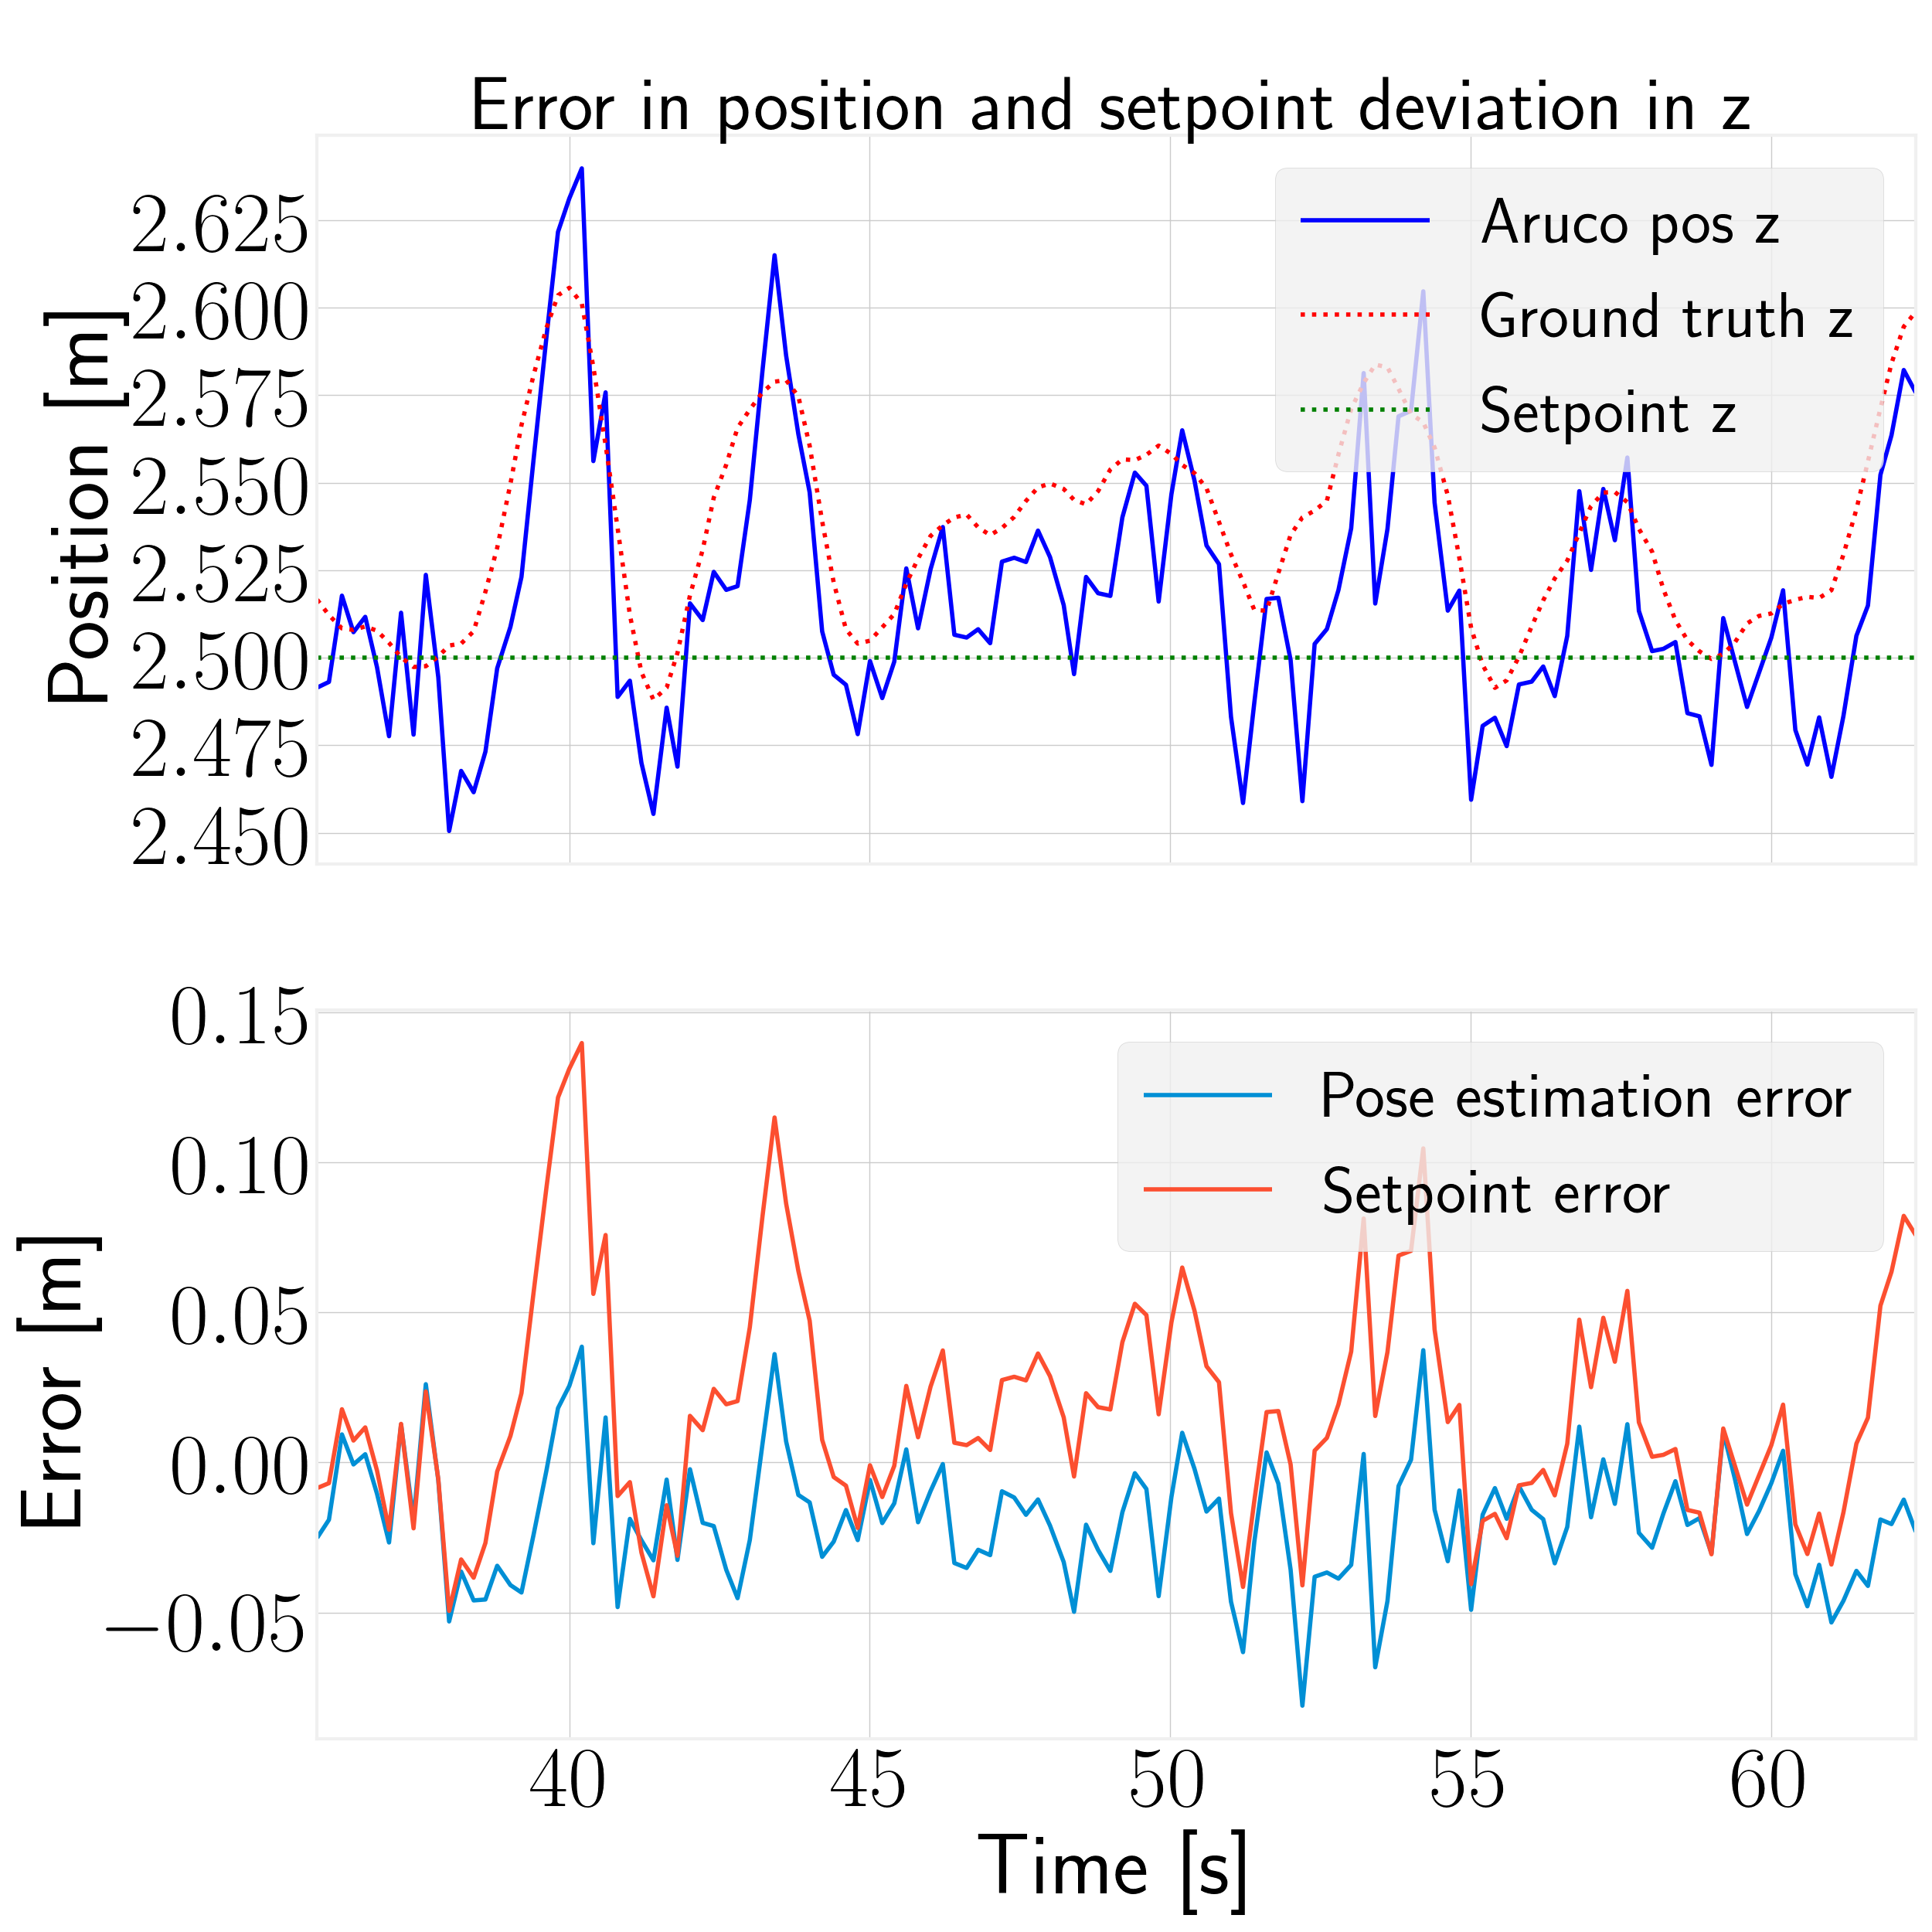 Error in position and setpoint deviation in z
Position [m]
2.625
2.600
2.575
2.550
2.525
2.500
2.475
2.450
Aruco pos z
Ground truth z
Setpoint z
Error [m]
0.15
0.10
0.05
0.00
−0.05
Pose estimation error
Setpoint error
40 45 50 55 60
Time [s]